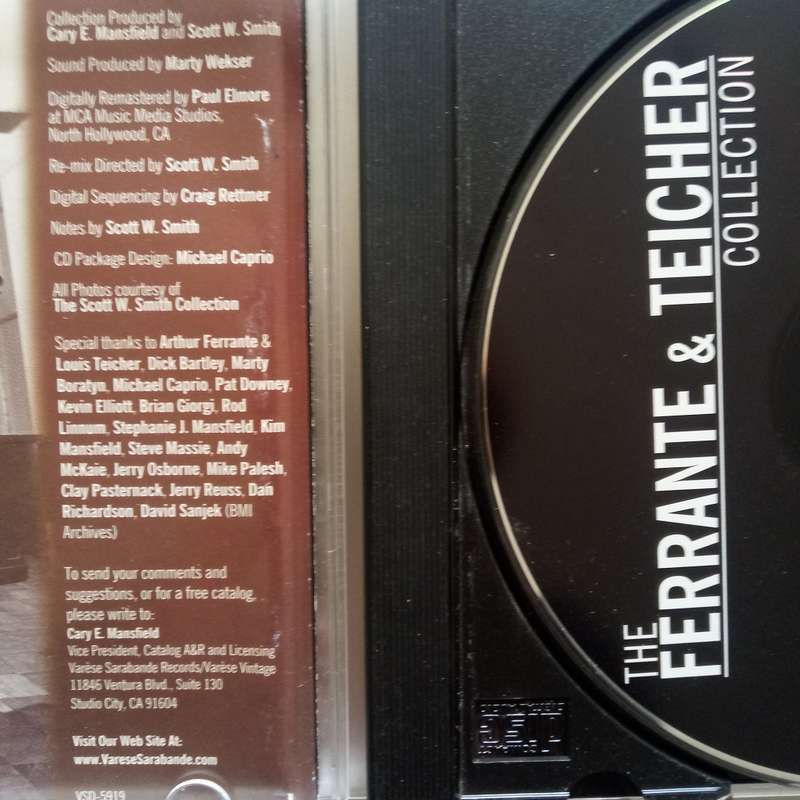 Collection Produced by
Cary E. Mansfield and Scott W. Smith
Sound Produced by Marty Wekser
Digitally Remastered by Paul Elmore
at MCA Music Media Studios,
North Hollywood, CA
Re-mix Directed by Scott W. Smith
Digital Sequencing by Craig Rettmer
Notes by Scott W. Smith
CD Package Design: Michael Caprio
All Photos courtesy of
The Scott W. Smith Collection
Special thanks to Arthur Ferrante &
Louis Teicher, Dick Bartley, Marty
Boratyn, Michael Caprio, Pat Downey,
Kevin Elliott, Brian Giorgi, Rod
Linnum, Stephanie J. Mansfield, Kim
Mansfield, Steve Massie, Andy
McKaie, Jerry Osborne, Mike Palesh,
Clay Pasternack, Jerry Reuss, Dan
Richardson, David Sanjek (BMI
Archives)
To send your comments and
suggestions, or for a free catalog,
please write to:
Cary E. Mansfield
Vice President, Catalog A&R and Licensing
Varèse Sarabande Records/Varèse Vintage
11846 Ventura Blvd., Suite 130
Studio City, CA 91604
Visit Our Web Site At:
www.VareseSarabande.com
VSD-5919
THE
FERRANTE & TEICHER
COLLECTION